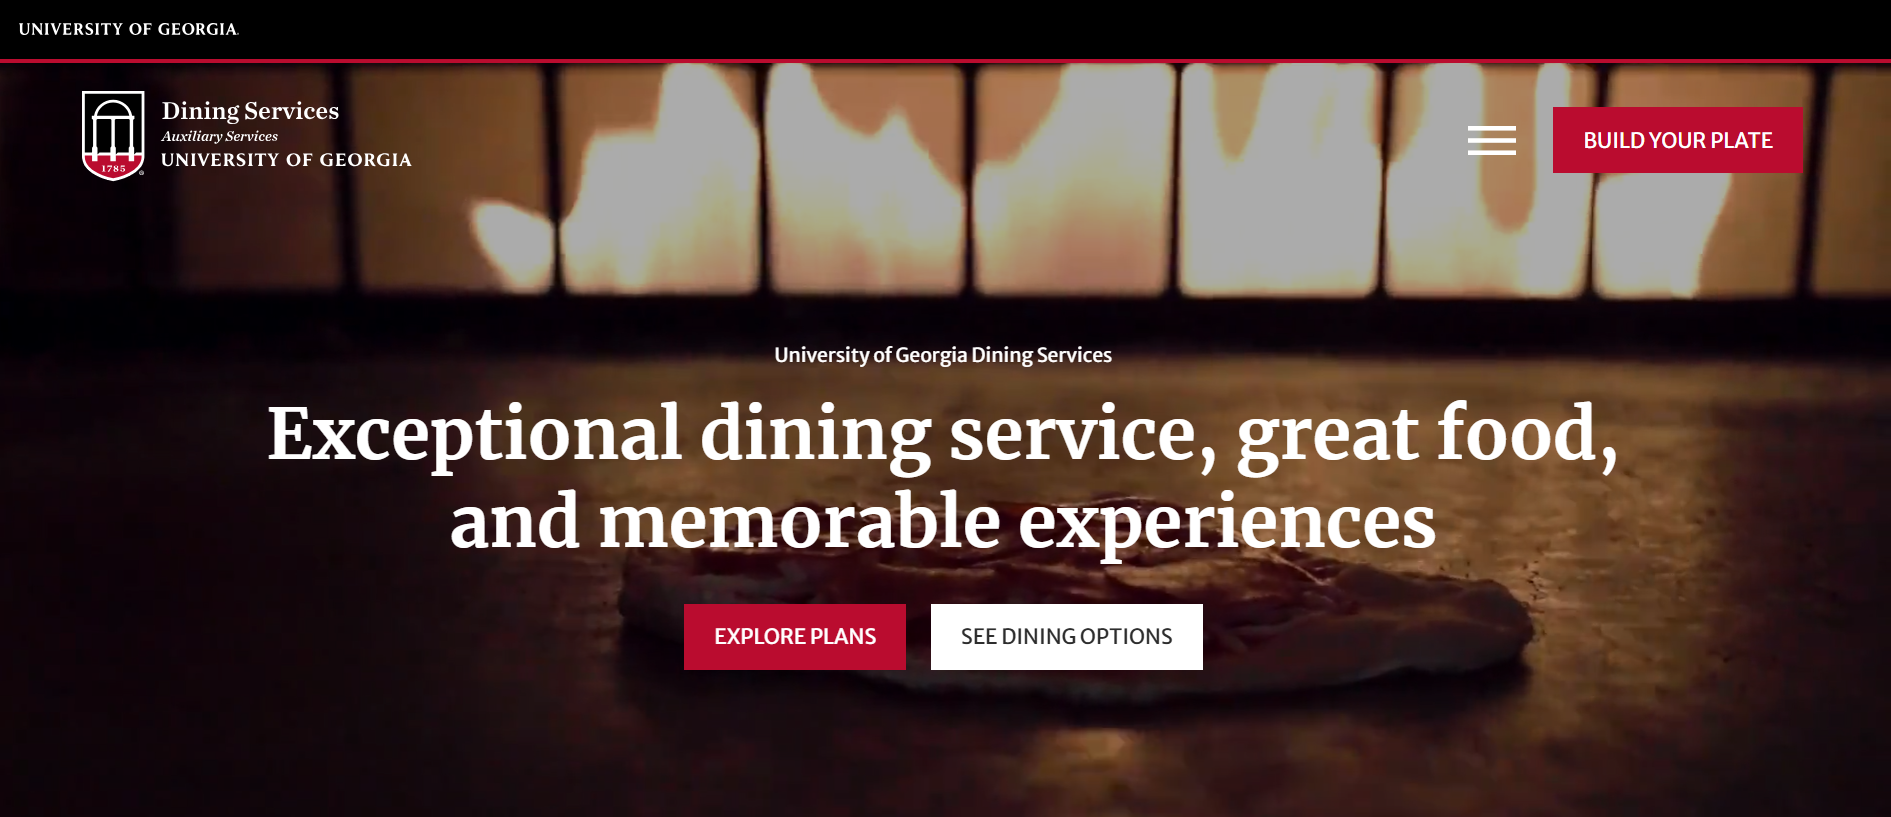 UNIVERSITY OF GEORGIA
Dining Services
Auxiliary Services
UNIVERSITY OF GEORGIA
1785
BUILD YOUR PLATE
University of Georgia Dining Services
Exceptional dining service, great food,
and memorable experiences
EXPLORE PLANS
SEE DINING OPTIONS